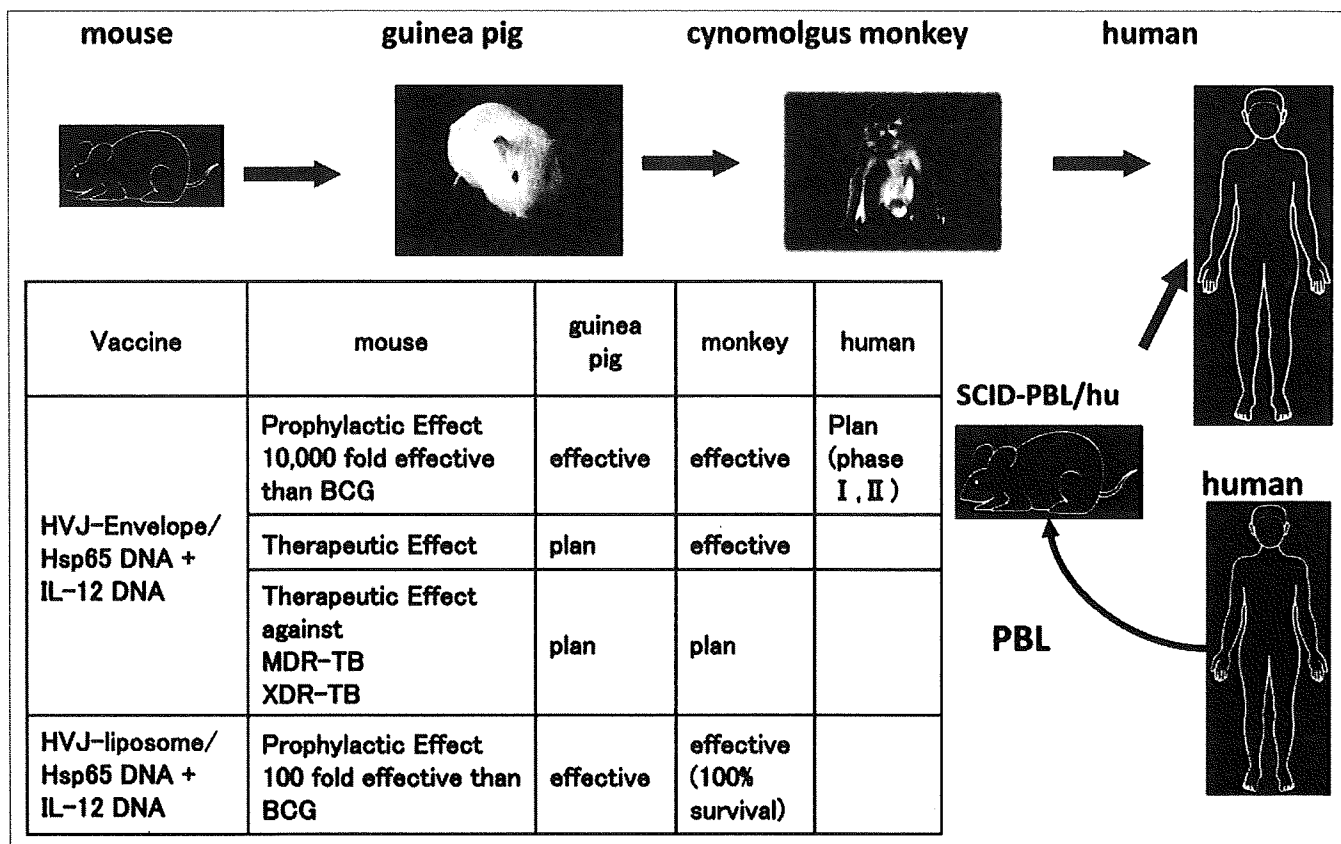 mouse
guinea pig
cynomolgus monkey
human
Vaccine
mouse
guinea
pig
monkey
human
HVJ-Envelope/
Hsp65 DNA +
IL-12 DNA
Prophylactic Effect
10,000 fold effective
than BCG
effective
effective
Plan
(phase
Ⅰ,Ⅱ)
Therapeutic Effect
plan
effective
Therapeutic Effect
against
MDR-TB
XDR-TB
plan
plan
HVJ-liposome/
Hsp65 DNA +
IL-12 DNA
Prophylactic Effect
100 fold effective than
BCG
effective
effective
(100%
survival)
SCID-PBL/hu
human
PBL